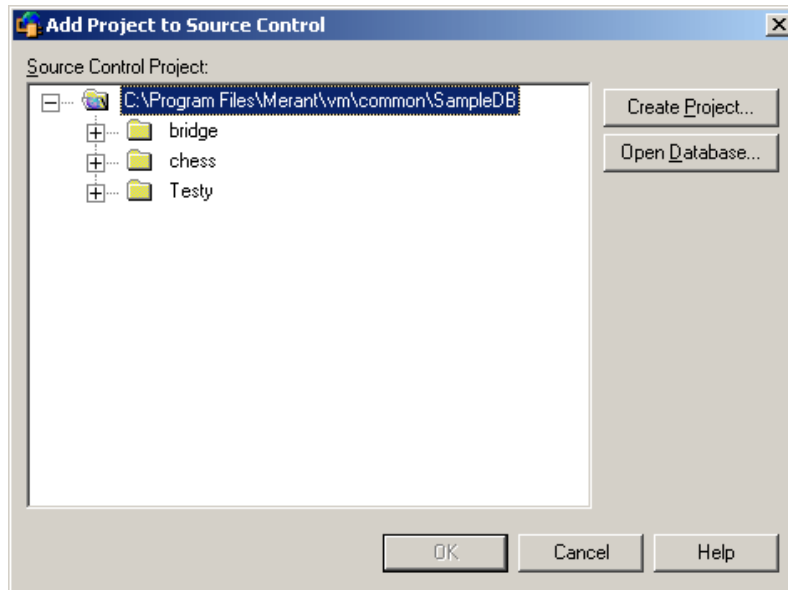 Add Project to Source Control
Source Control Project:
C:\Program Files\Merant\vm\common\SampleDB
bridge
chess
Testy
Create Project...
Open Database...
OK
Cancel
Help